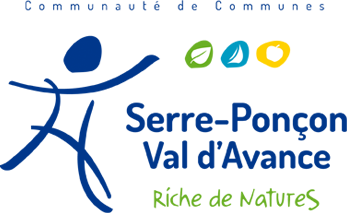 Communauté de Communes
Serre-Ponçon
Val d'Avance
Riche de NatureS